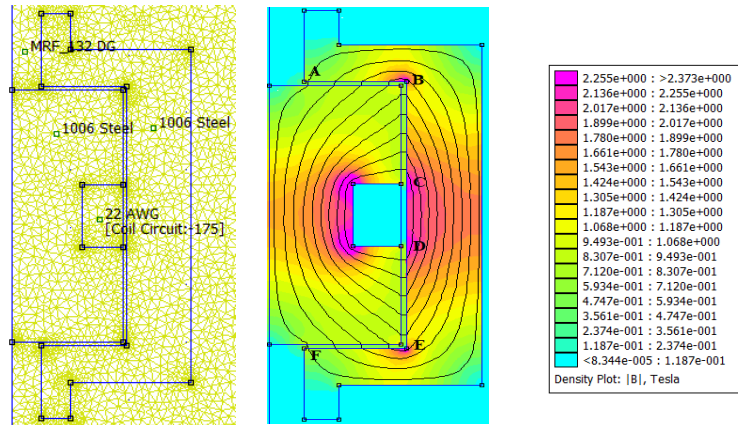 MRF_132 DG
1006 Steel
1006 Steel
22 AWG
[Coil Circuit:-175]
A
B
C
D
E
F
2.255e+000 : >2.373e+000
2.136e+000 : 2.255e+000
2.017e+000 : 2.136e+000
1.899e+000 : 2.017e+000
1.780e+000 : 1.899e+000
1.661e+000 : 1.780e+000
1.543e+000 : 1.661e+000
1.424e+000 : 1.543e+000
1.305e+000 : 1.424e+000
1.187e+000 : 1.305e+000
1.068e+000 : 1.187e+000
9.493e-001 : 1.068e+000
8.307e-001 : 9.493e-001
7.120e-001 : 8.307e-001
5.934e-001 : 7.120e-001
4.747e-001 : 5.934e-001
3.561e-001 : 4.747e-001
2.374e-001 : 3.561e-001
1.187e-001 : 2.374e-001
<8.344e-005 : 1.187e-001
Density Plot: |B|, Tesla